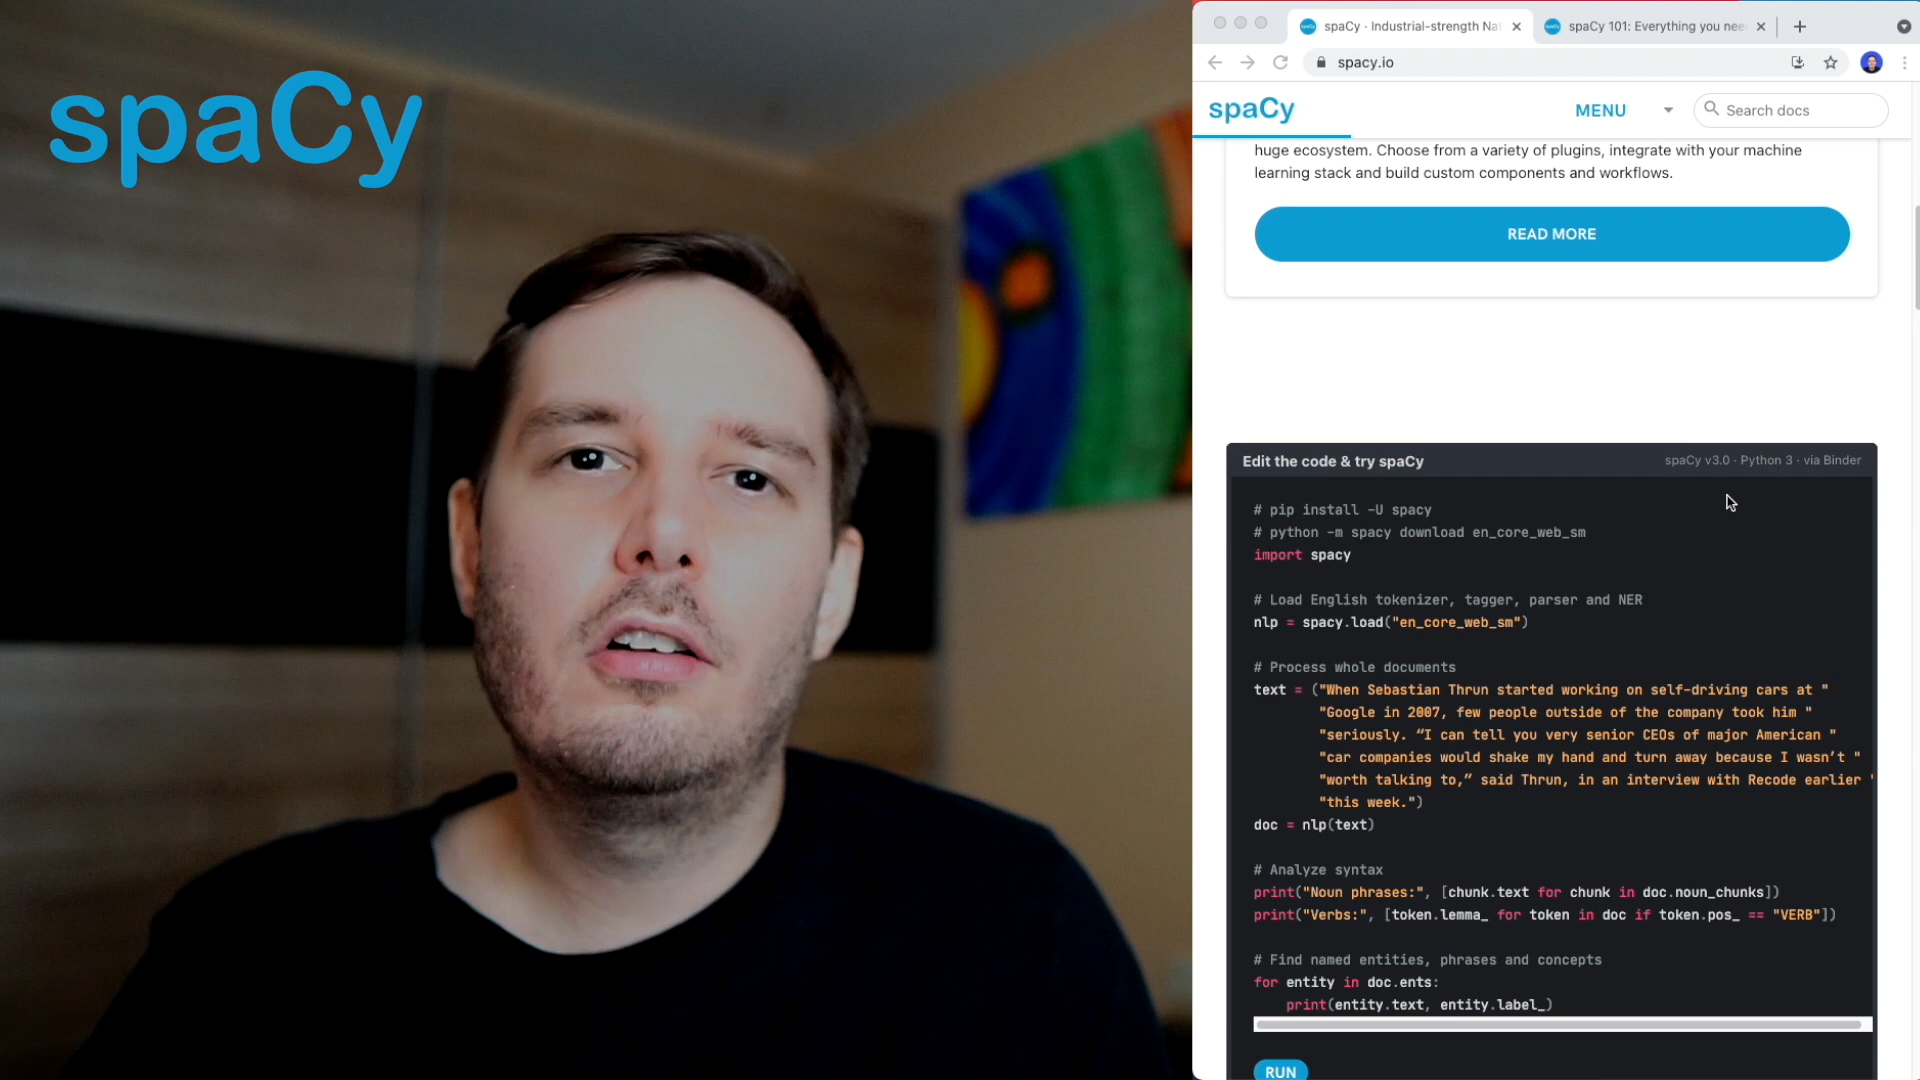 spaCy
spaCy · Industrial-strength Na
spaCy 101: Everything you nee
spacy.io
spaCy
MENU
Search docs
huge ecosystem. Choose from a variety of plugins, integrate with your machine
learning stack and build custom components and workflows.
READ MORE
Edit the code & try spaCy
spaCy v3.0 · Python 3 · via Binder
# pip install -U spacy
# python -m spacy download en_core_web_sm
import spacy
# Load English tokenizer, tagger, parser and NER
nlp = spacy.load("en_core_web_sm")
# Process whole documents
text = ("When Sebastian Thrun started working on self-driving cars at "
"Google in 2007, few people outside of the company took him "
"seriously. “I can tell you very senior CEOs of major American "
"car companies would shake my hand and turn away because I wasn’t "
"worth talking to,” said Thrun, in an interview with Recode earlier "
"this week.")
doc = nlp(text)
# Analyze syntax
print("Noun phrases:", [chunk.text for chunk in doc.noun_chunks])
print("Verbs:", [token.lemma_ for token in doc if token.pos_ == "VERB"])
# Find named entities, phrases and concepts
for entity in doc.ents:
print(entity.text, entity.label_)
RUN